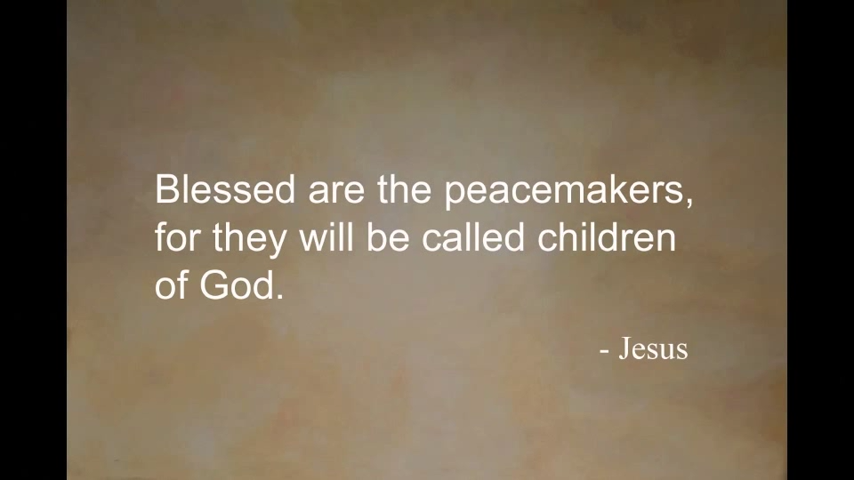 Blessed are the peacemakers,
for they will be called children
of God.
- Jesus